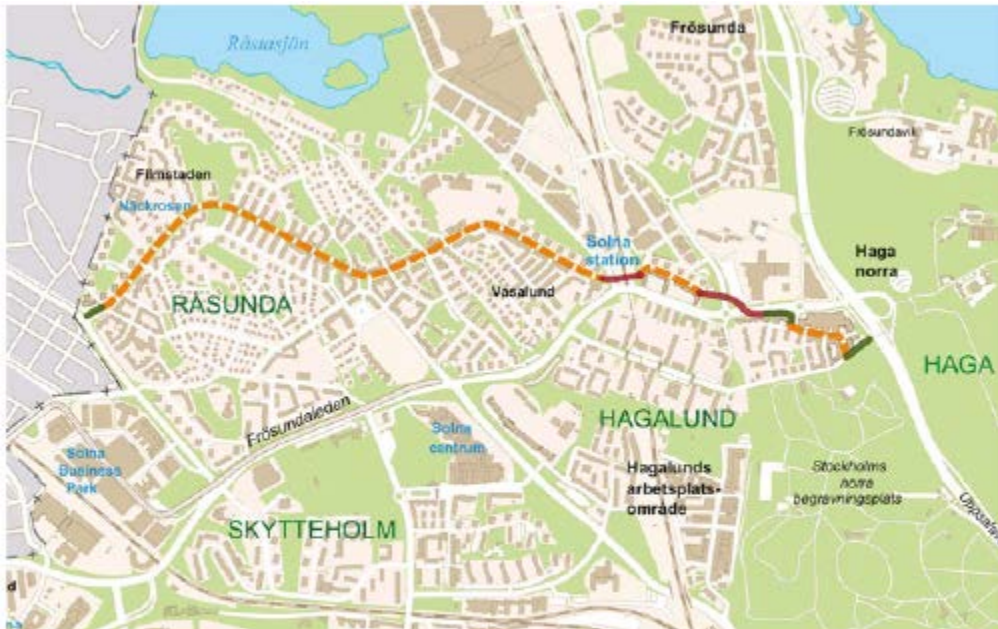 Råstasjön
Frösunda
Frösundavik
Filmstaden
Näckrosen
Solna
station
Haga
norra
RÅSUNDA
Vasalund
HAGA
Frösundaleden
HAGALUND
Solna
centrum
Solna
Business
Park
Hagalunds
arbetsplats-
område
Stockholms
norra
begravningsplats
SKYTTEHOLM
d